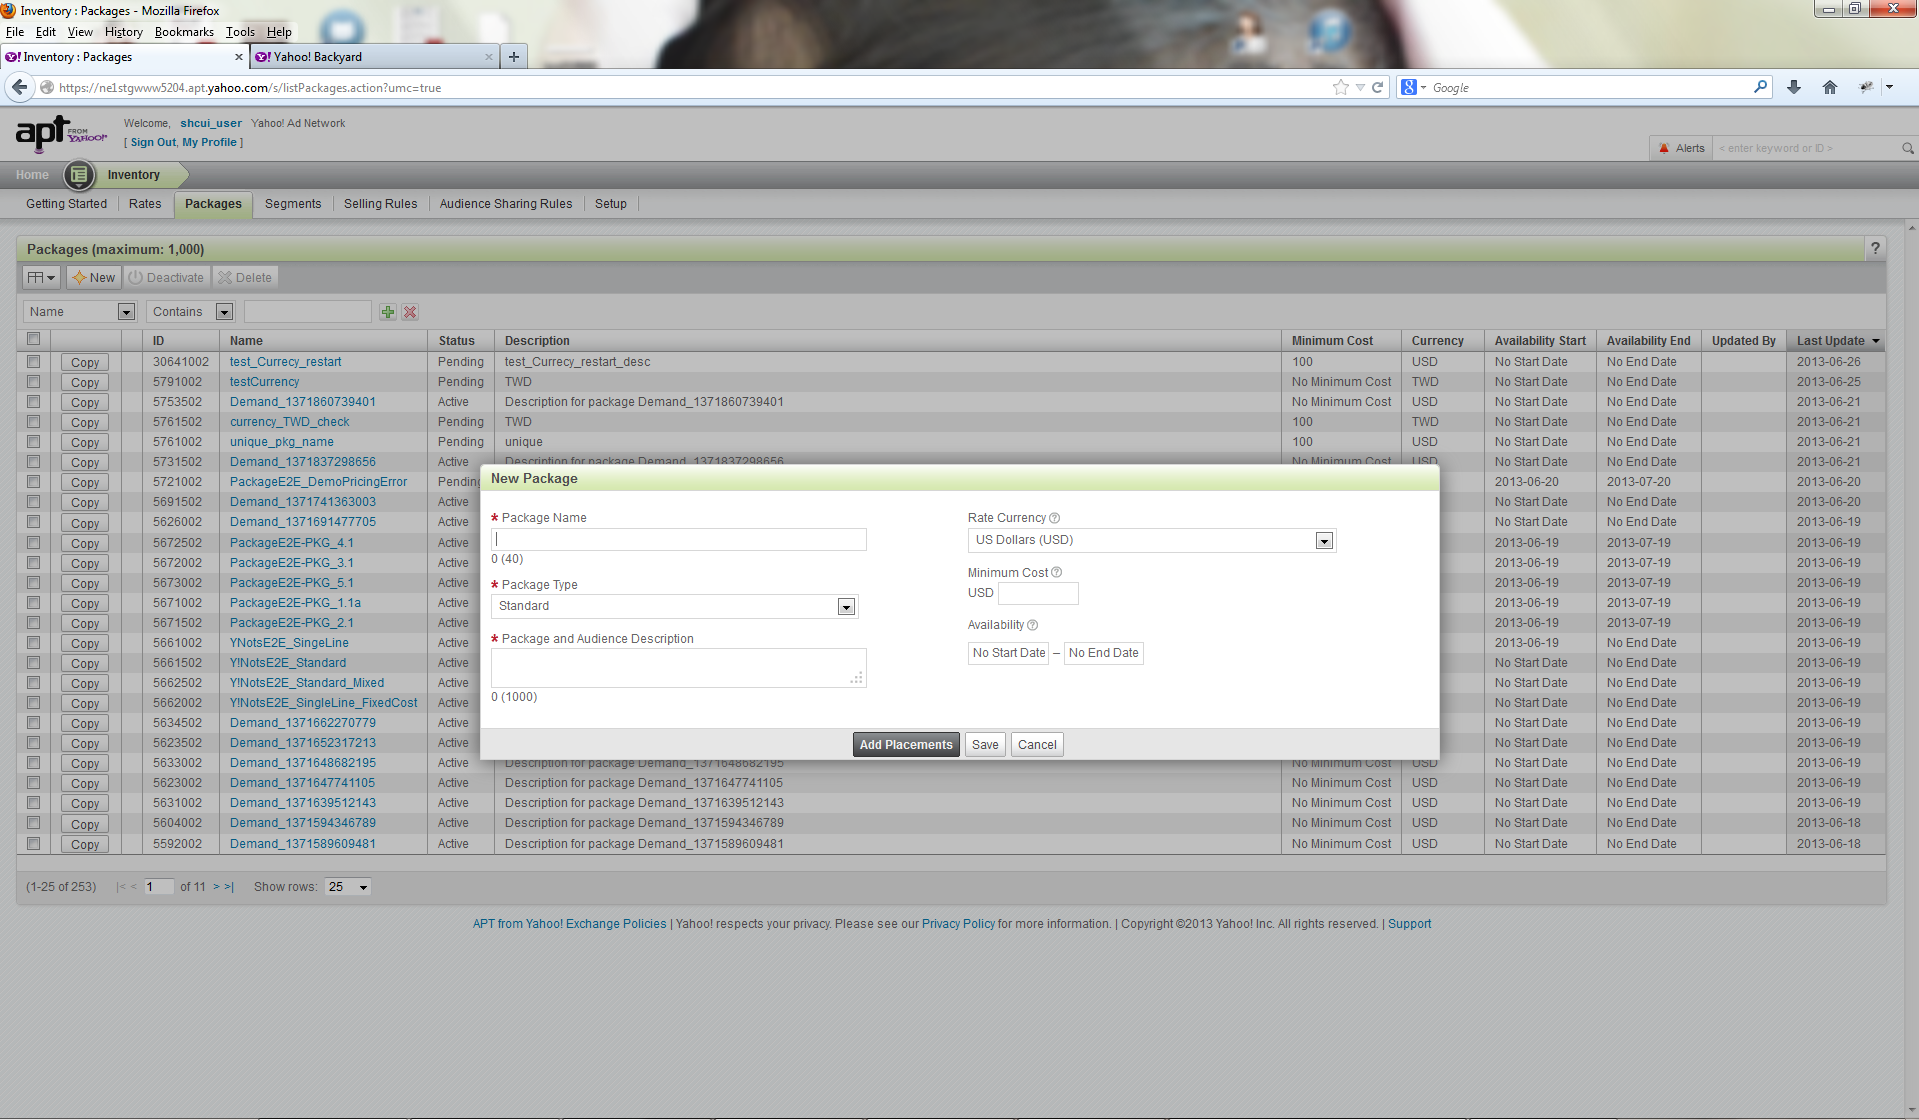 Inventory : Packages - Mozilla Firefox
File Edit View History Bookmarks Tools Help
Y! Inventory : Packages × Y! Yahoo! Backyard × +
https://ne1stgwww5204.apt.yahoo.com/s/listPackages.action?umc=true 8 Google
apt FROM YAHOO! Welcome, shcui_user Yahoo! Ad Network
[ Sign Out, My Profile ]
Alerts < enter keyword or ID >
Home Inventory
Getting Started Rates Packages Segments Selling Rules Audience Sharing Rules Setup
Packages (maximum: 1,000) ?
New Deactivate Delete
Name Contains
ID Name Status Description Minimum Cost Currency Availability Start Availability End Updated By Last Update
Copy 30641002 test_Currecy_restart Pending test_Currecy_restart_desc 100 USD No Start Date No End Date 2013-06-26
Copy 5791002 testCurrency Pending TWD No Minimum Cost TWD No Start Date No End Date 2013-06-25
Copy 5753502 Demand_1371860739401 Active Description for package Demand_1371860739401 No Minimum Cost USD No Start Date No End Date 2013-06-21
Copy 5761502 currency_TWD_check Pending TWD 100 TWD No Start Date No End Date 2013-06-21
Copy 5761002 unique_pkg_name Pending unique 100 USD No Start Date No End Date 2013-06-21
Copy 5731502 Demand_1371837298656 Active Description for package Demand_1371837298656 No Minimum Cost USD No Start Date No End Date 2013-06-21
Copy 5721002 PackageE2E_DemoPricingError Pending 2013-06-20 2013-07-20 2013-06-20
Copy 5691502 Demand_1371741363003 Active No Start Date No End Date 2013-06-20
Copy 5626002 Demand_1371691477705 Active No Start Date No End Date 2013-06-19
Copy 5672502 PackageE2E-PKG_4.1 Active 2013-06-19 2013-07-19 2013-06-19
Copy 5672002 PackageE2E-PKG_3.1 Active 2013-06-19 2013-07-19 2013-06-19
Copy 5673002 PackageE2E-PKG_5.1 Active 2013-06-19 2013-07-19 2013-06-19
Copy 5671002 PackageE2E-PKG_1.1a Active 2013-06-19 2013-07-19 2013-06-19
Copy 5671502 PackageE2E-PKG_2.1 Active 2013-06-19 2013-07-19 2013-06-19
Copy 5661002 YNotsE2E_SingeLine Active 2013-06-19 No End Date 2013-06-19
Copy 5661502 Y!NotsE2E_Standard Active No Start Date No End Date 2013-06-19
Copy 5662502 Y!NotsE2E_Standard_Mixed Active No Start Date No End Date 2013-06-19
Copy 5662002 Y!NotsE2E_SingleLine_FixedCost Active No Start Date No End Date 2013-06-19
Copy 5634502 Demand_1371662270779 Active No Start Date No End Date 2013-06-19
Copy 5623502 Demand_1371652317213 Active No Start Date No End Date 2013-06-19
Copy 5633002 Demand_1371648682195 Active Description for package Demand_1371648682195 No Minimum Cost USD No Start Date No End Date 2013-06-19
Copy 5623002 Demand_1371647741105 Active Description for package Demand_1371647741105 No Minimum Cost USD No Start Date No End Date 2013-06-19
Copy 5631002 Demand_1371639512143 Active Description for package Demand_1371639512143 No Minimum Cost USD No Start Date No End Date 2013-06-19
Copy 5604002 Demand_1371594346789 Active Description for package Demand_1371594346789 No Minimum Cost USD No Start Date No End Date 2013-06-18
Copy 5592002 Demand_1371589609481 Active Description for package Demand_1371589609481 No Minimum Cost USD No Start Date No End Date 2013-06-18
New Package
* Package Name
0 (40)
* Package Type
Standard
* Package and Audience Description
0 (1000)
Rate Currency ?
US Dollars (USD)
Minimum Cost ?
USD
Availability ?
No Start Date – No End Date
Add Placements Save Cancel
(1-25 of 253) |< < 1 of 11 > >| Show rows: 25
APT from Yahoo! Exchange Policies | Yahoo! respects your privacy. Please see our Privacy Policy for more information. | Copyright ©2013 Yahoo! Inc. All rights reserved. | Support